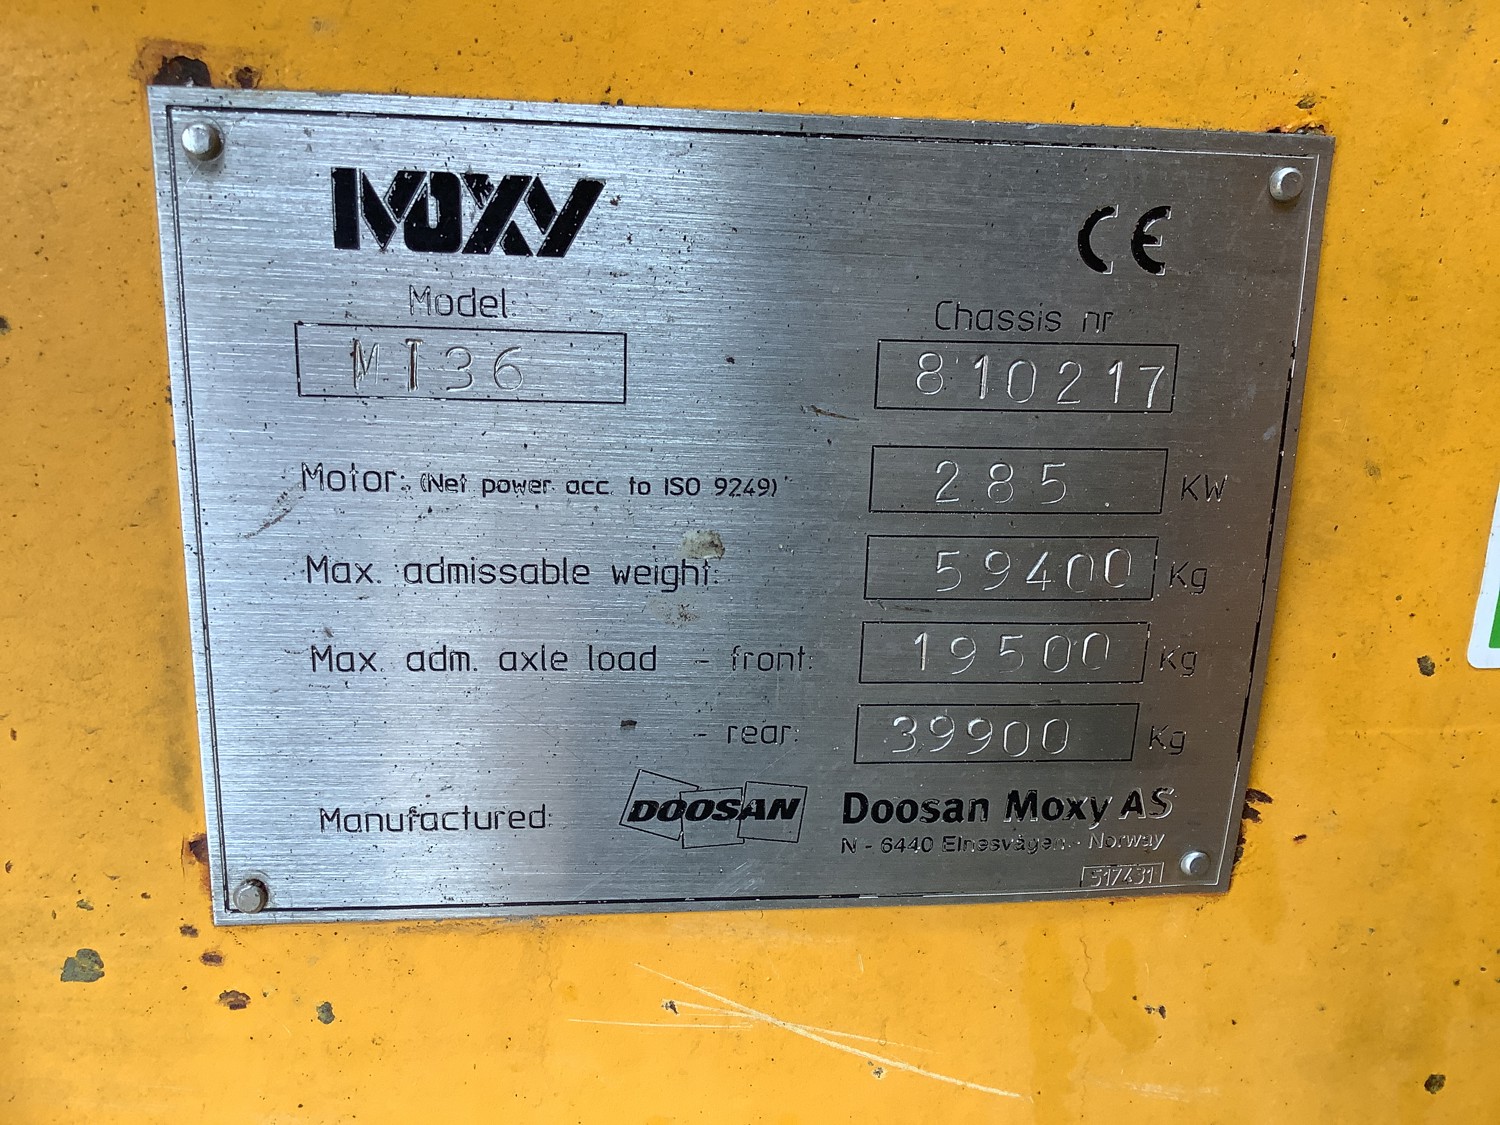 MOXY
CE
Model:
MT36
Chassis nr
810217
Motor: (Net power acc. to ISO 9249) 285 KW
Max. admissable weight: 59400 Kg
Max. adm. axle load - front: 19500 Kg
- rear: 39900 Kg
Manufactured: DOOSAN Doosan Moxy AS
N - 6440 Elnesvågen - Norway
517431